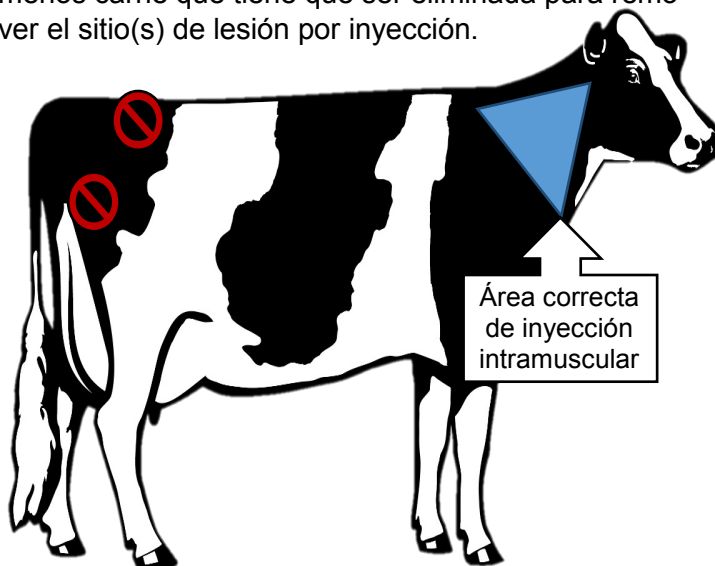 menos carne que tiene que ser eliminada para remo-
ver el sitio(s) de lesión por inyección.
Área correcta
de inyección
intramuscular